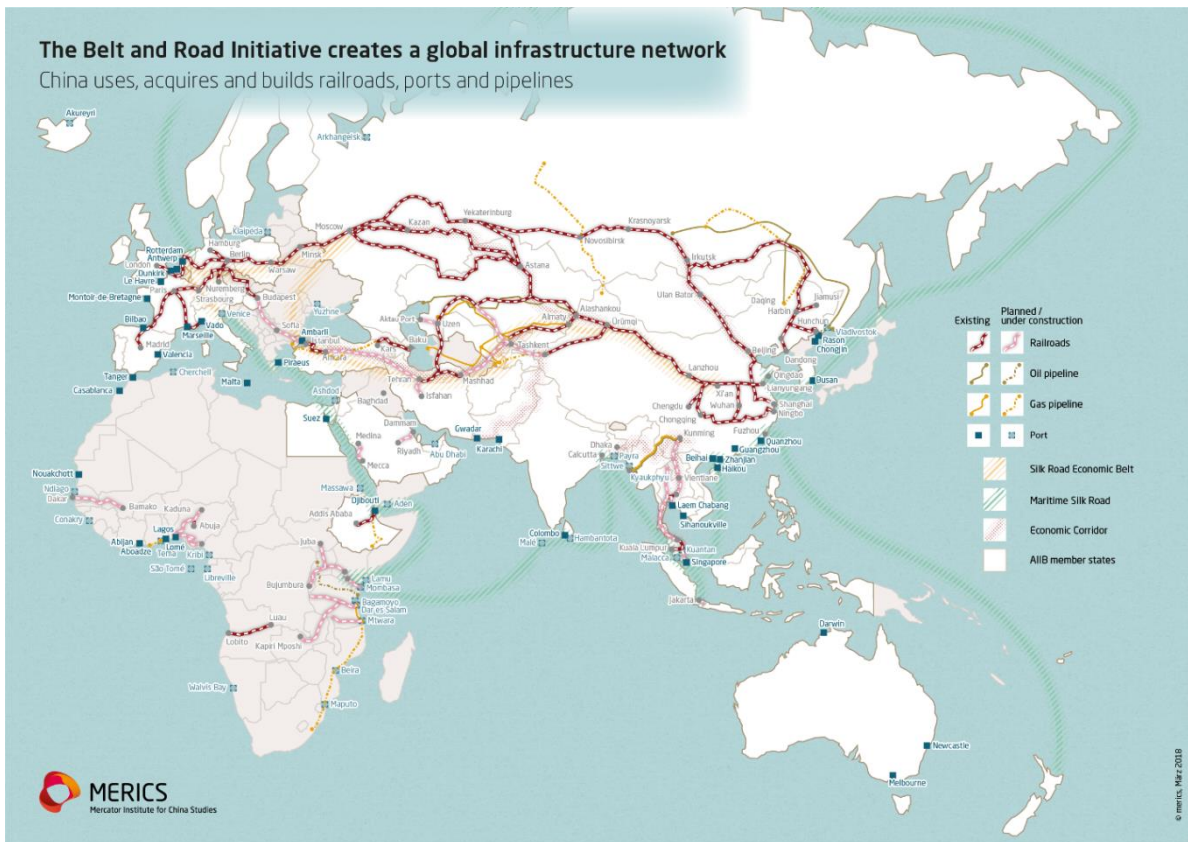 The Belt and Road Initiative creates a global infrastructure network
China uses, acquires and builds railroads, ports and pipelines
Akureyri
Arkhangelsk
Klaipėda
Moscow
Kazan
Yekaterinburg
Krasnoyarsk
Novosibirsk
Irkutsk
Rotterdam
Antwerp
Hamburg
Berlin
London
Dunkirk
Le Havre
Paris
Warsaw
Minsk
Astana
Nuremberg
Strasbourg
Montoir-de-Bretagne
Budapest
Yuzhne
Venice
Bilbao
Vado
Marseille
Madrid
Valencia
Sofia
Ambarli
Istanbul
Ankara
Piraeus
Aktau Port
Uzen
Baku
Kars
Almaty
Alashankou
Ürümqi
Tashkent
Ulan Bator
Daqing
Jiamusi
Harbin
Hunchun
Vladivostok
Rason
Chongjin
Beijing
Dandong
Tanger
Casablanca
Cherchell
Malta
Ashdod
Tehran
Mashhad
Isfahan
Baghdad
Lanzhou
Qingdao
Lianyungang
Busan
Xi'an
Wuhan
Shanghai
Ningbo
Chengdu
Chongqing
Suez
Dammam
Medina
Riyadh
Mecca
Abu Dhabi
Gwadar
Karachi
Dhaka
Calcutta
Payra
Sittwe
Kyaukphyu
Kunming
Fuzhou
Quanzhou
Guangzhou
Beihai
Zhanjian
Haikou
Vientiane
Nouakchott
Ndiago
Dakar
Bamako
Kaduna
Abuja
Conakry
Massawa
Djibouti
Aden
Addis Ababa
Laem Chabang
Sihanoukville
Lagos
Abijan
Aboadze
Lomé
Tema
Kribi
São-Tomé
Libreville
Juba
Colombo
Hambantota
Male
Kuala Lumpur
Kuantan
Malacca
Singapore
Jakarta
Bujumbura
Lamu
Mombasa
Bagamoyo
Dar es Salam
Mtwara
Luau
Lobito
Kapiri Mposhi
Beira
Walvis Bay
Maputo
Darwin
Newcastle
Melbourne
Existing
Planned /
under construction
Railroads
Oil pipeline
Gas pipeline
Port
Silk Road Economic Belt
Maritime Silk Road
Economic Corridor
AIIB member states
MERICS
Mercator Institute for China Studies
© merics, März 2018